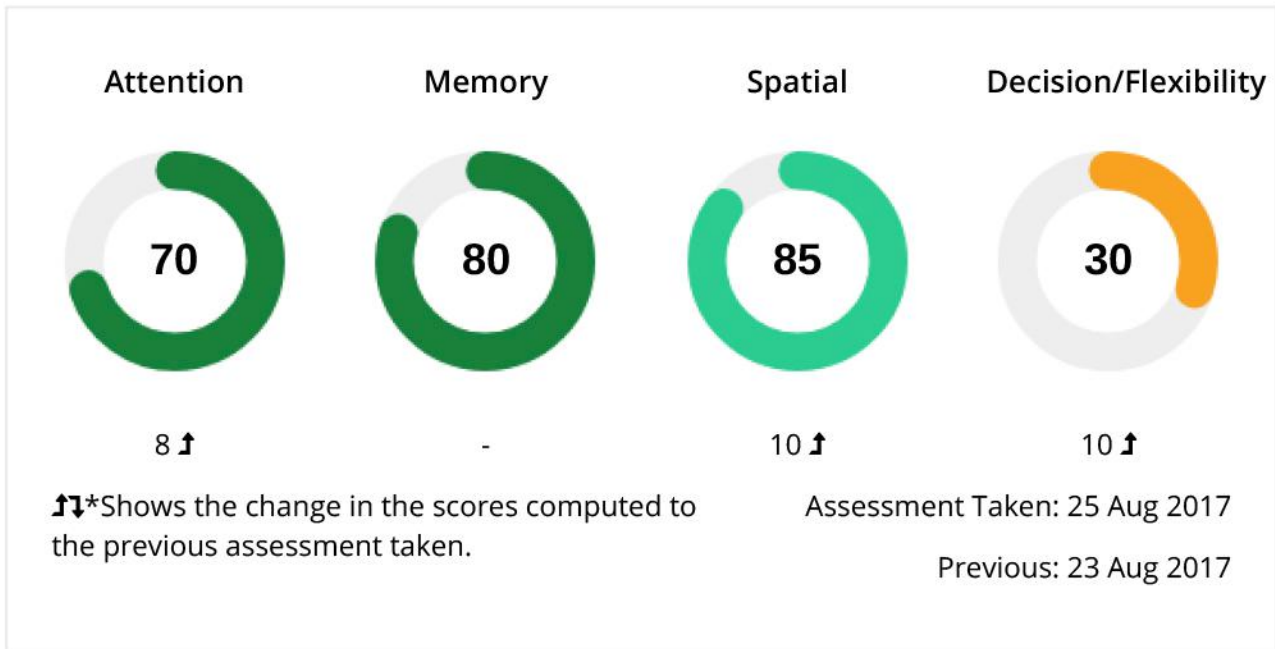 Attention
Memory
Spatial
Decision/Flexibility
70
80
85
30
8 ⮥
-
10 ⮥
10 ⮥
⮥⮧*Shows the change in the scores computed to
the previous assessment taken.
Assessment Taken: 25 Aug 2017
Previous: 23 Aug 2017